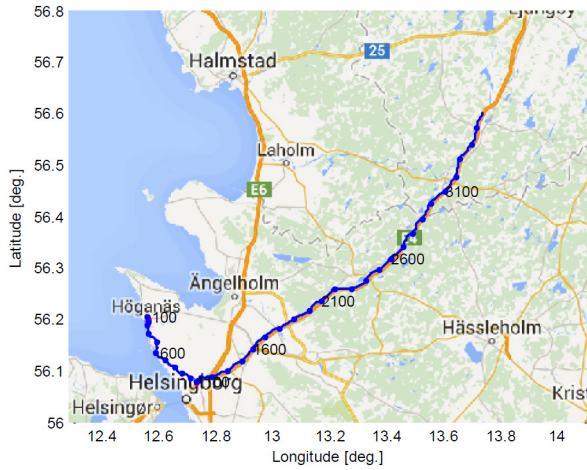 56.8
56.7
56.6
56.5
56.4
56.3
56.2
56.1
56
Latitude [deg.]
Ljungby
Halmstad
25
Laholm
E6
3100
2600
Ängelholm
2100
Höganäs
100
1600
600
Hässleholm
Helsingborg
Helsingør
Krist
12.4
12.6
12.8
13
13.2
13.4
13.6
13.8
14
Longitude [deg.]